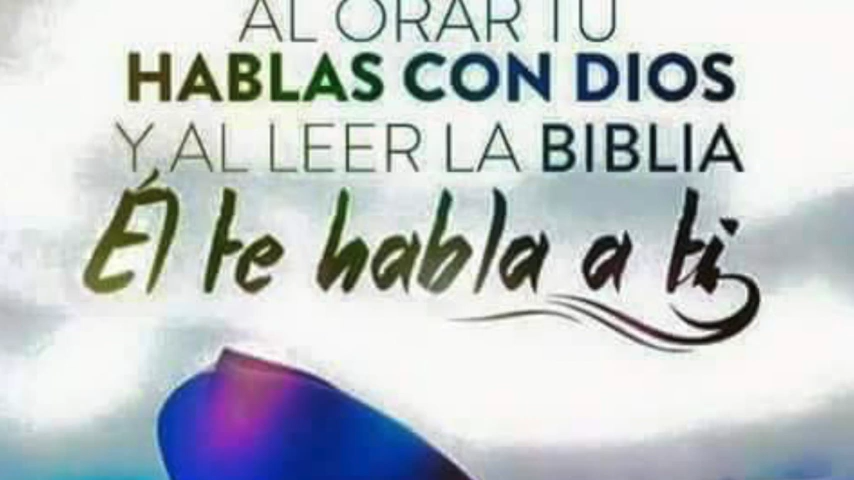 AL ORAR TU
HABLAS CON DIOS
Y AL LEER LA BIBLIA
Él te habla a ti